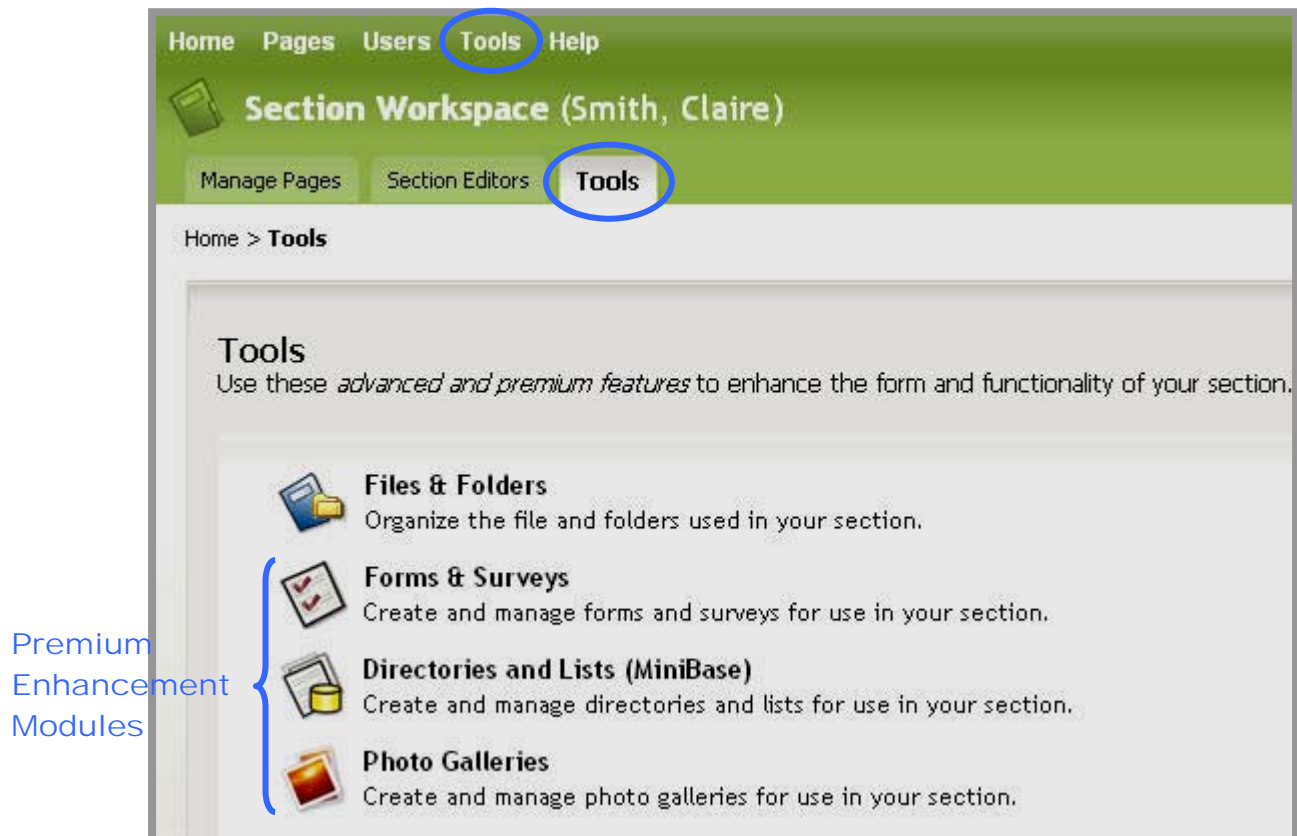 Home Pages Users Tools Help
Section Workspace (Smith, Claire)
Manage Pages Section Editors Tools
Home > Tools
Tools
Use these advanced and premium features to enhance the form and functionality of your section.
Files & Folders
Organize the file and folders used in your section.
Forms & Surveys
Create and manage forms and surveys for use in your section.
Premium
Enhancement
Modules
Directories and Lists (MiniBase)
Create and manage directories and lists for use in your section.
Photo Galleries
Create and manage photo galleries for use in your section.